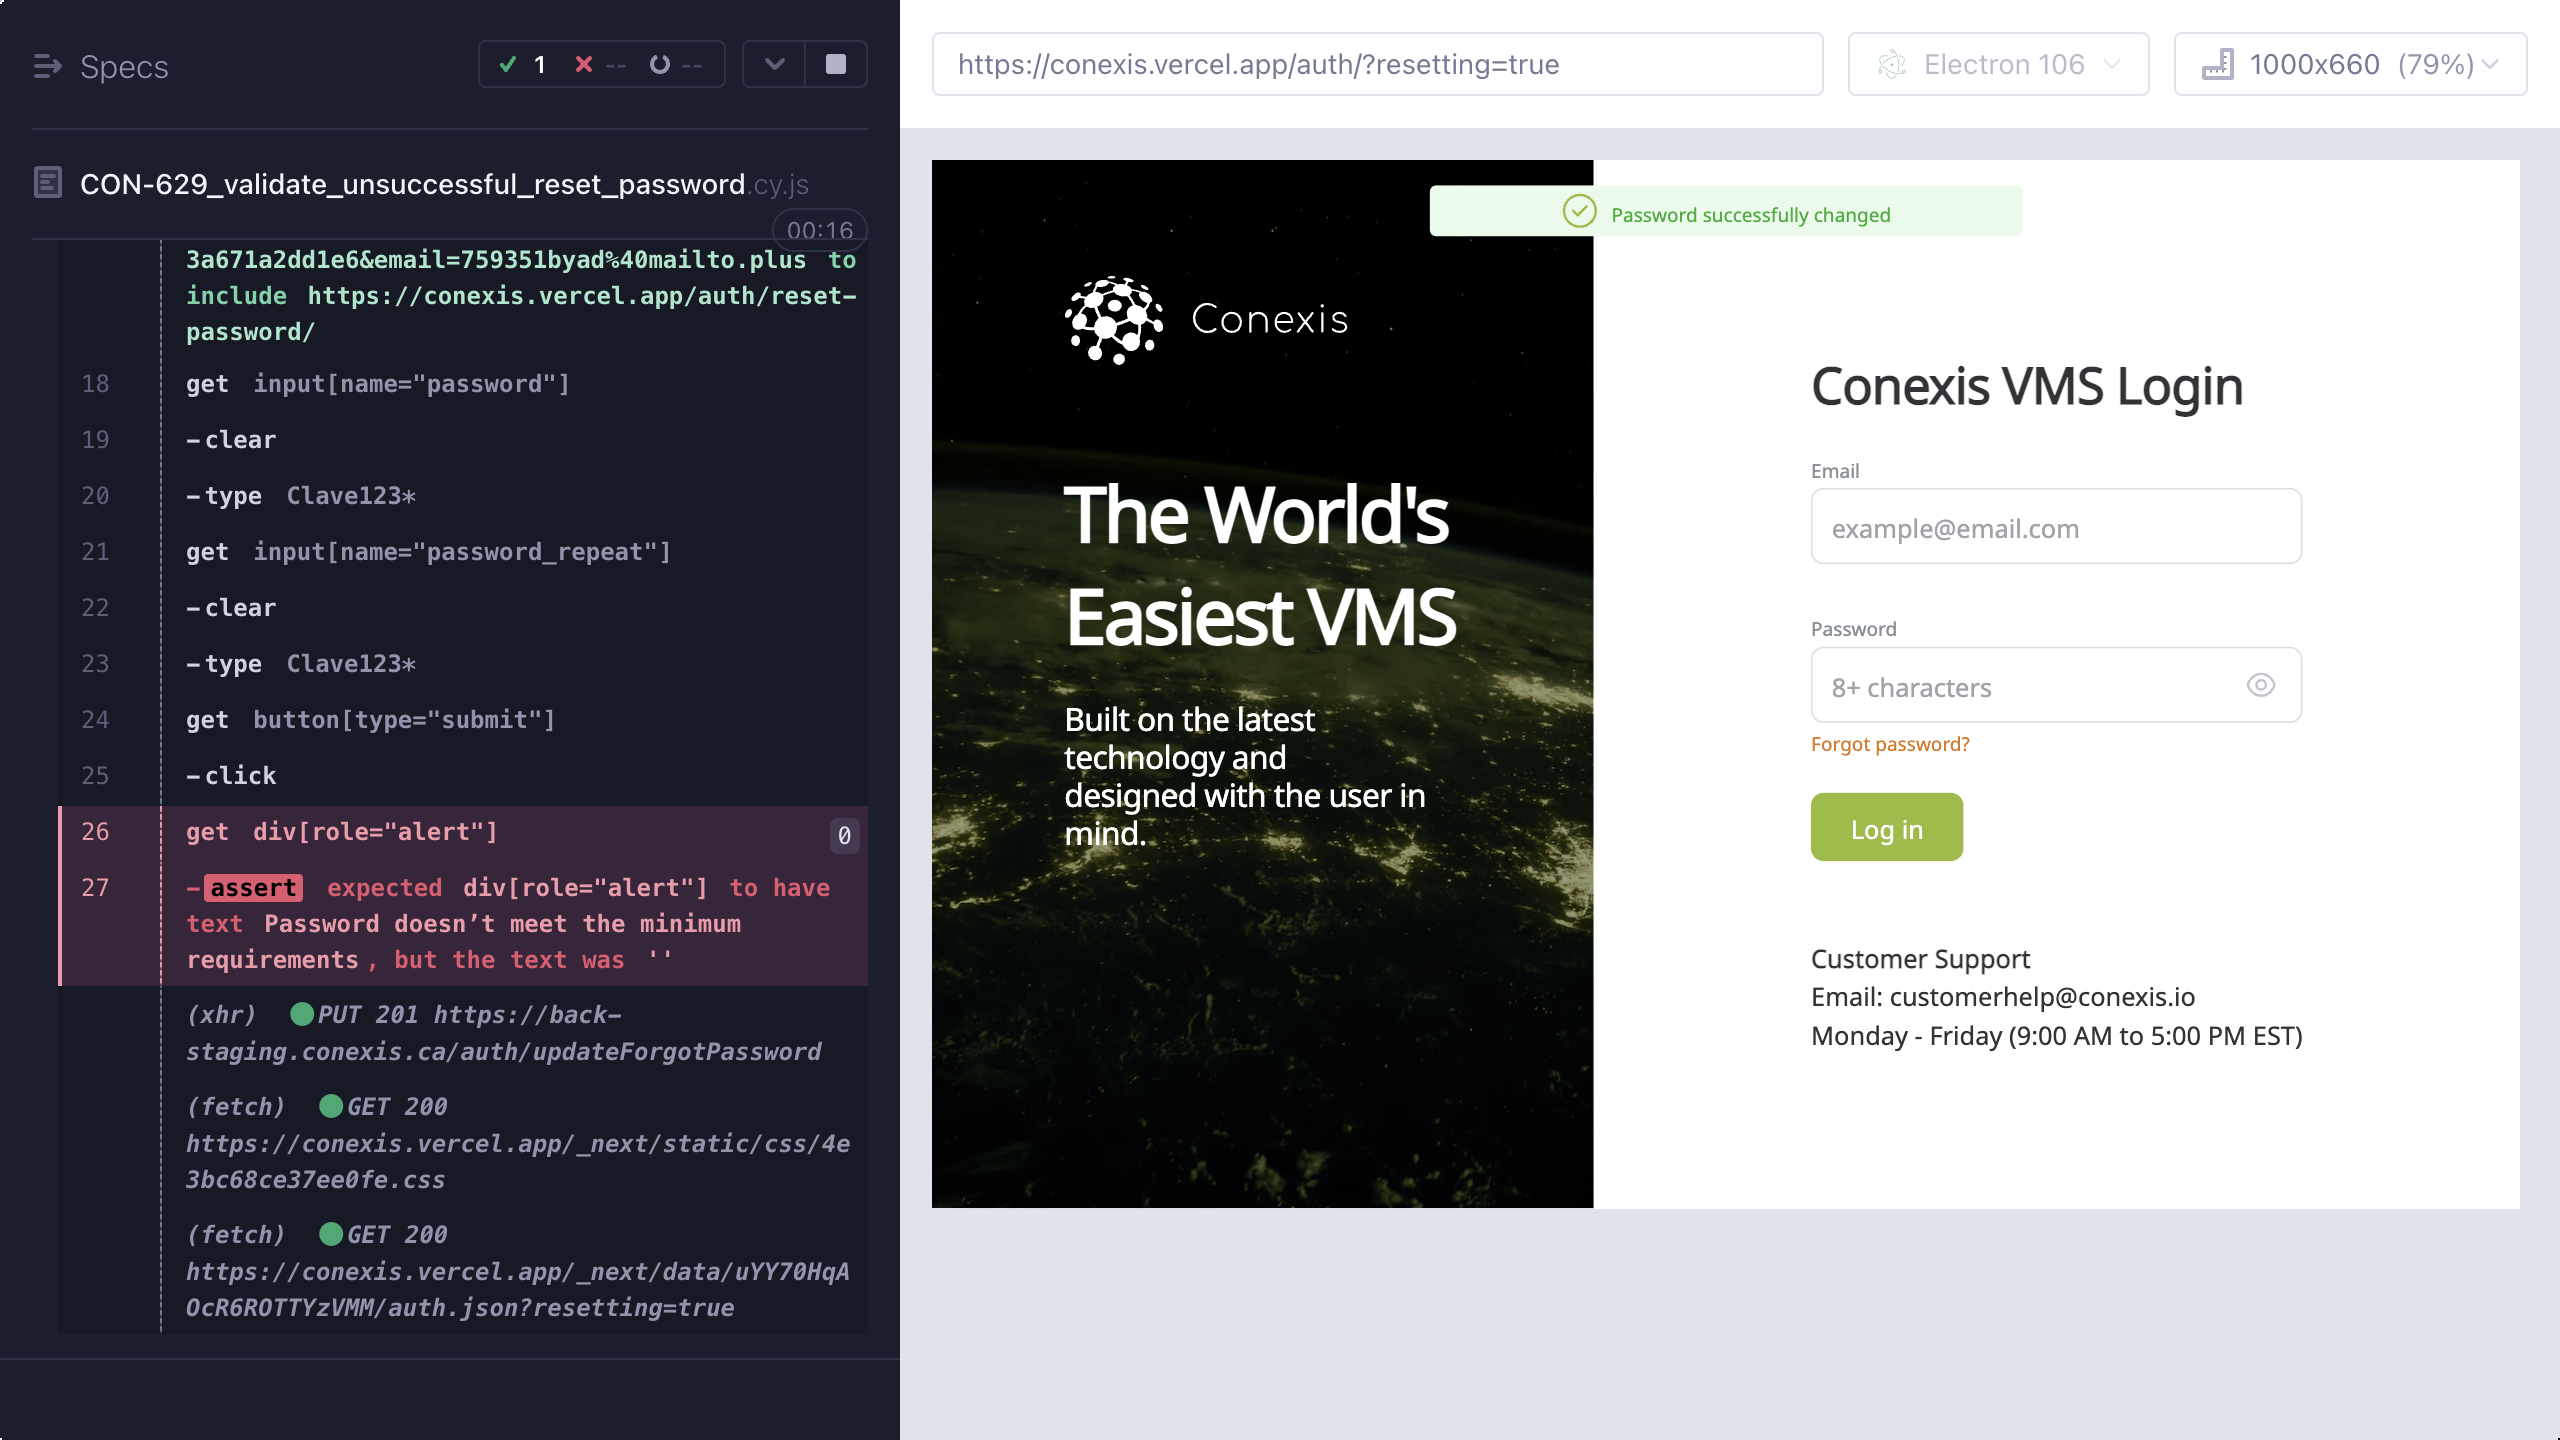 Specs
1
--
--
CON-629_validate_unsuccessful_reset_password.cy.js
00:16
3a671a2dd1e6&email=759351byad%40mailto.plus to
include https://conexis.vercel.app/auth/reset-
password/
18 get input[name="password"]
19 -clear
20 -type Clave123*
21 get input[name="password_repeat"]
22 -clear
23 -type Clave123*
24 get button[type="submit"]
25 -click
26 get div[role="alert"] 0
27 -assert expected div[role="alert"] to have
text Password doesn’t meet the minimum
requirements, but the text was ''
(xhr) PUT 201 https://back-
staging.conexis.ca/auth/updateForgotPassword
(fetch) GET 200
https://conexis.vercel.app/_next/static/css/4e
3bc68ce37ee0fe.css
(fetch) GET 200
https://conexis.vercel.app/_next/data/uYY70HqA
OcR6ROTTYzVMM/auth.json?resetting=true
https://conexis.vercel.app/auth/?resetting=true
Electron 106
1000x660 (79%)
Password successfully changed
Conexis
The World's
Easiest VMS
Built on the latest
technology and
designed with the user in
mind.
Conexis VMS Login
Email
example@email.com
Password
8+ characters
Forgot password?
Log in
Customer Support
Email: customerhelp@conexis.io
Monday - Friday (9:00 AM to 5:00 PM EST)